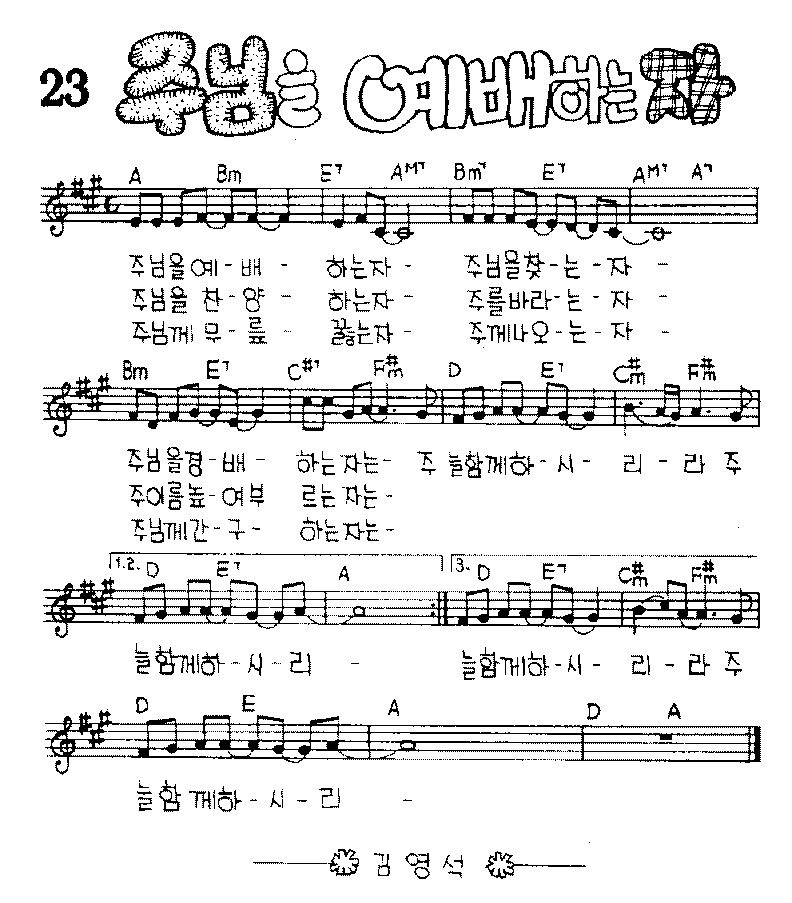 23 주님을 예배하는 자
A Bm E7 AM7 Bm7 E7 AM7 A7
주님을예-배- 하는자- 주님을찾-는-자-
주님을 찬-양- 하는자- 주를바라-는-자-
주님께 무-릎- 꿇는자- 주께나오-는-자-
Bm E7 C#7 F#m D E7 C#m F#m
주님을경-배- 하는자는- 주 늘함께하-시- 리-라 주
주이름높-여부 르는자는-
주님께간-구- 하는자는-
1.2. D E7 A 3. D E7 C#m F#m
늘함께하-시-리- 늘함께하-시- 리-라 주
D E A D A
늘함께하-시-리-
김영석